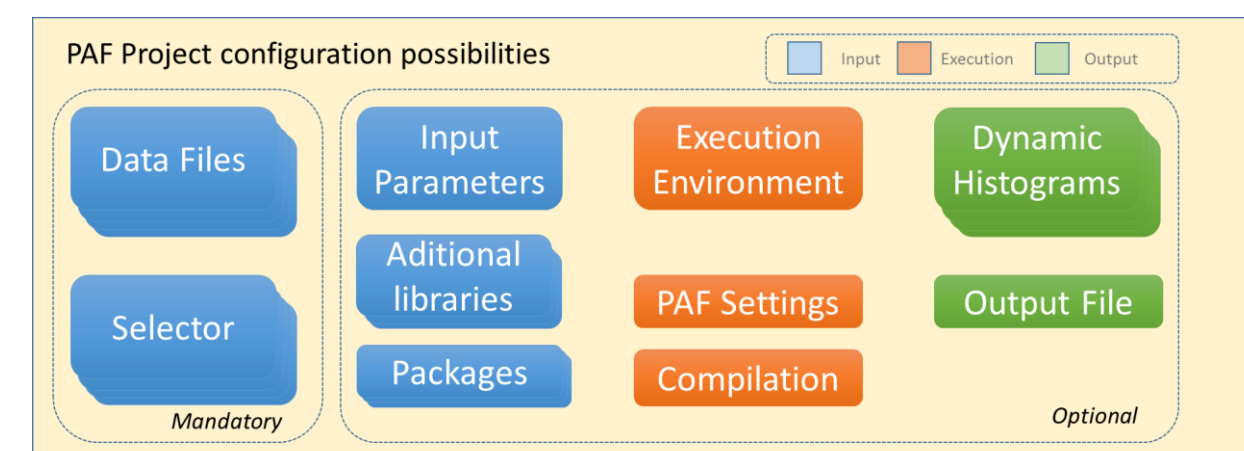 PAF Project configuration possibilities
Input
Execution
Output
Data Files
Selector
Mandatory
Input
Parameters
Aditional
libraries
Packages
Execution
Environment
PAF Settings
Compilation
Dynamic
Histograms
Output File
Optional